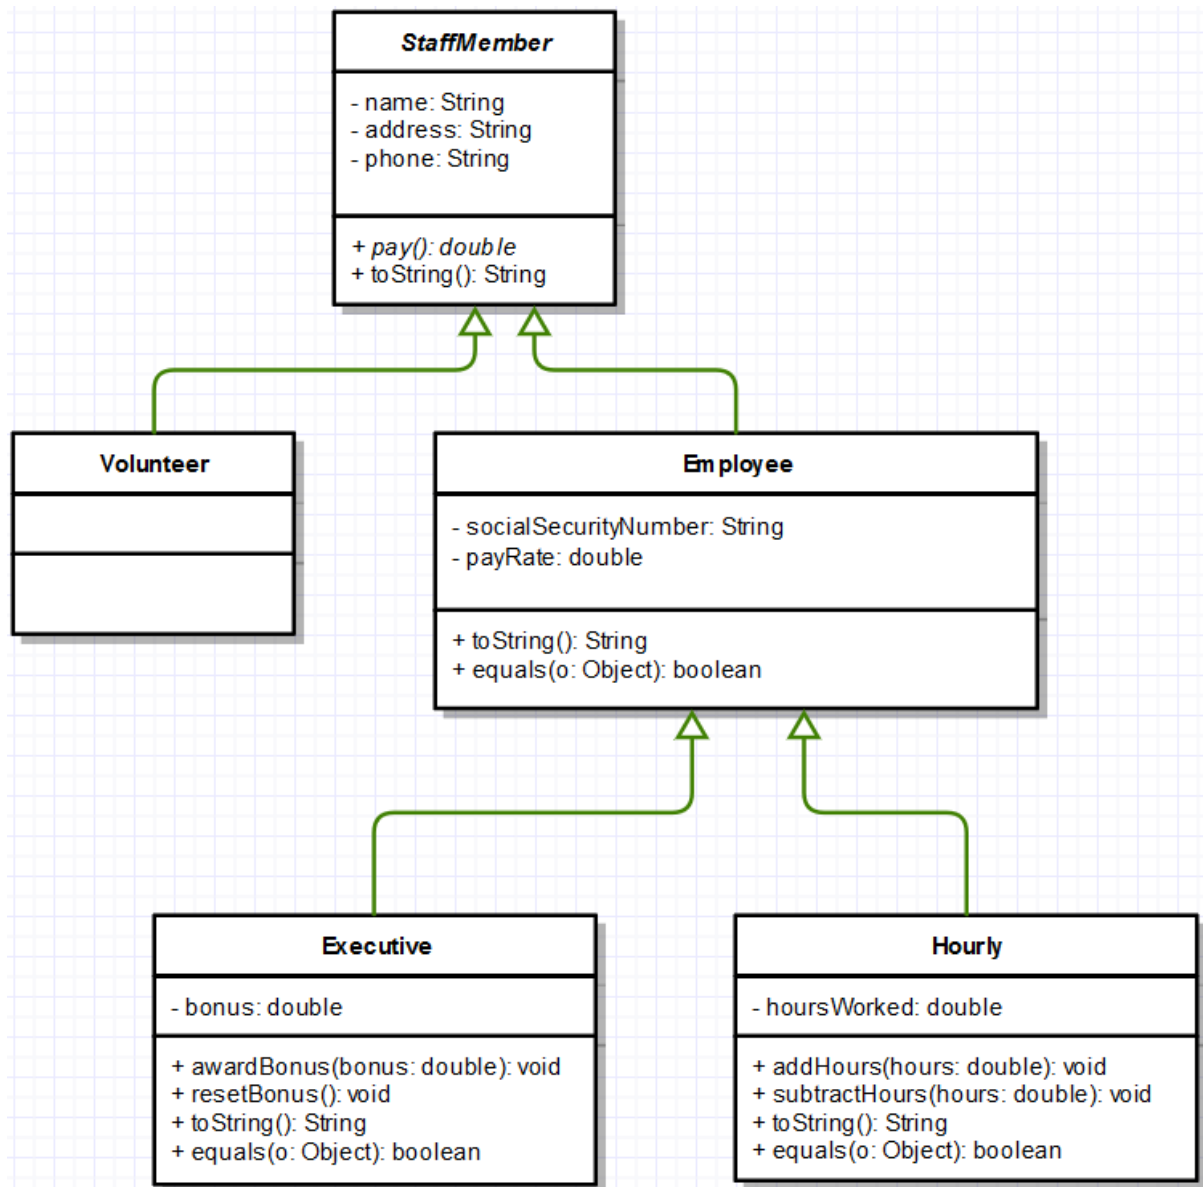 StaffMember
- name: String
- address: String
- phone: String
+ pay(): double
+ toString(): String
Volunteer
Employee
- socialSecurityNumber: String
- payRate: double
+ toString(): String
+ equals(o: Object): boolean
Executive
- bonus: double
+ awardBonus(bonus: double): void
+ resetBonus(): void
+ toString(): String
+ equals(o: Object): boolean
Hourly
- hoursWorked: double
+ addHours(hours: double): void
+ subtractHours(hours: double): void
+ toString(): String
+ equals(o: Object): boolean